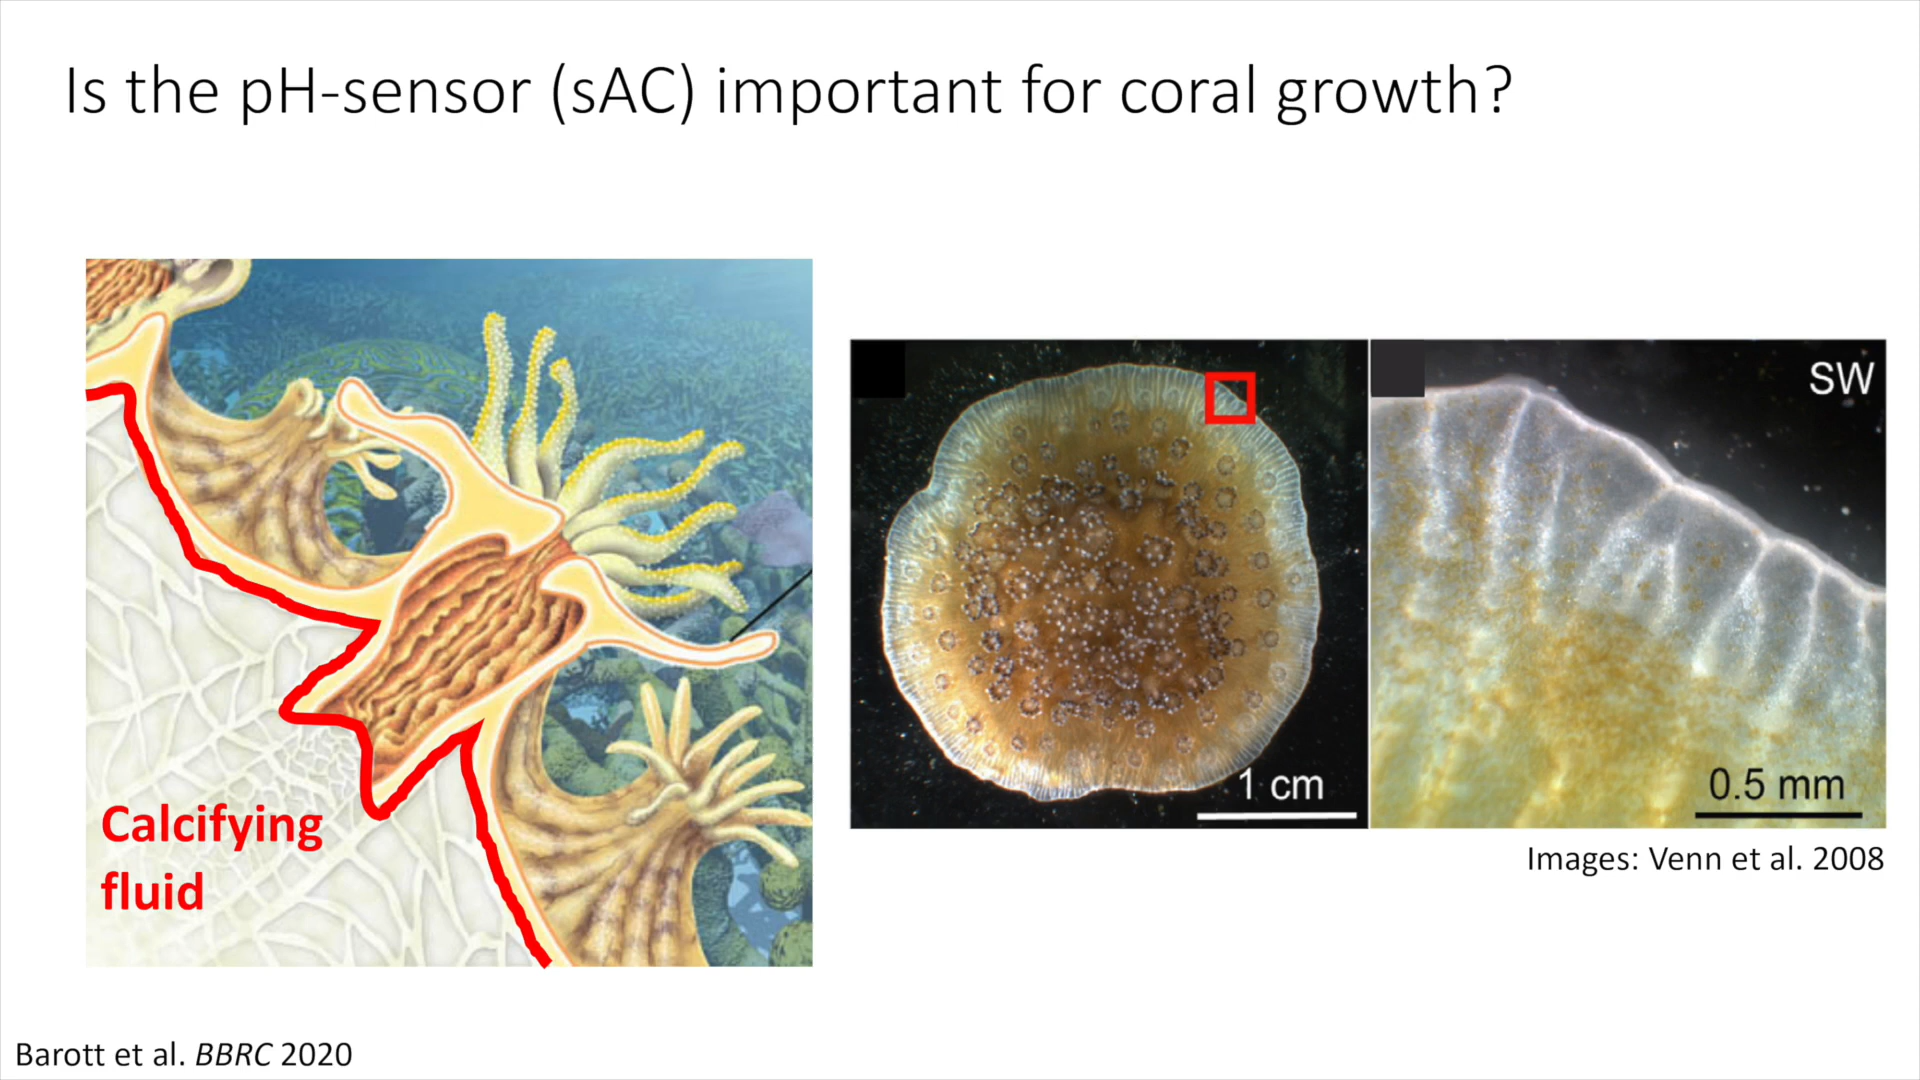 Is the pH-sensor (sAC) important for coral growth?
Calcifying
fluid
1 cm
SW
0.5 mm
Images: Venn et al. 2008
Barott et al. BBRC 2020